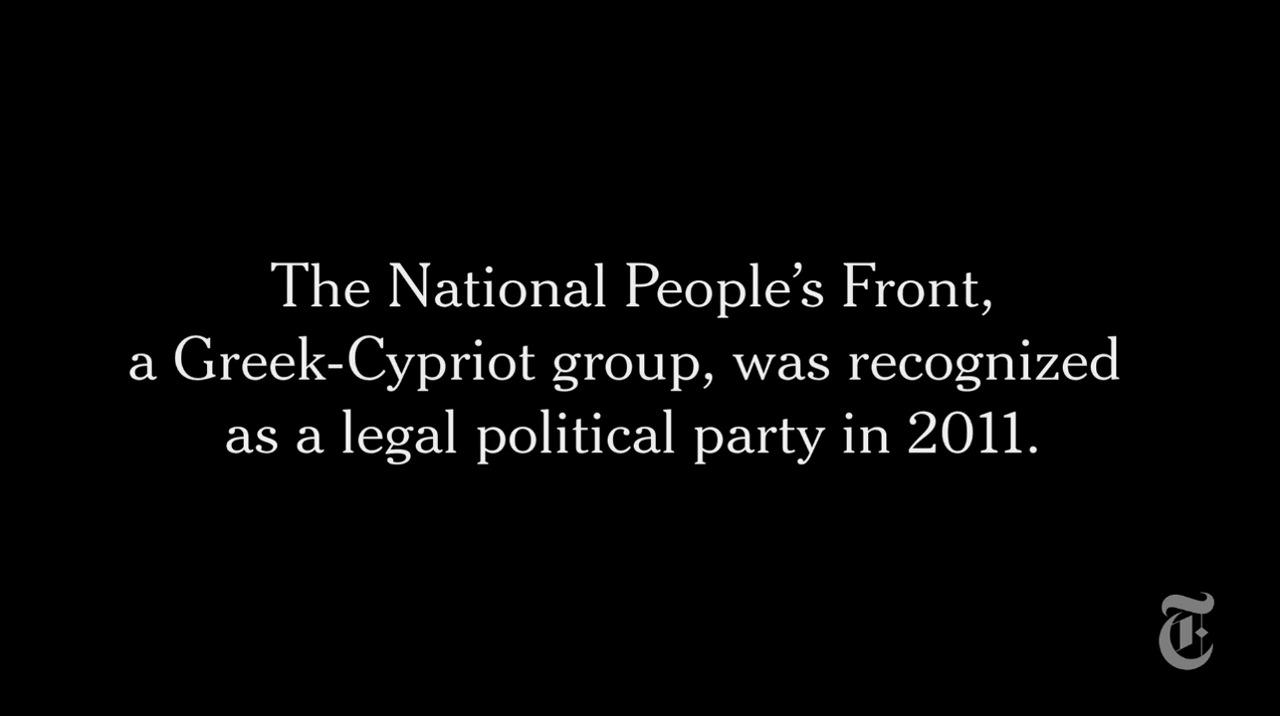 The National People’s Front,
a Greek-Cypriot group, was recognized
as a legal political party in 2011.
T